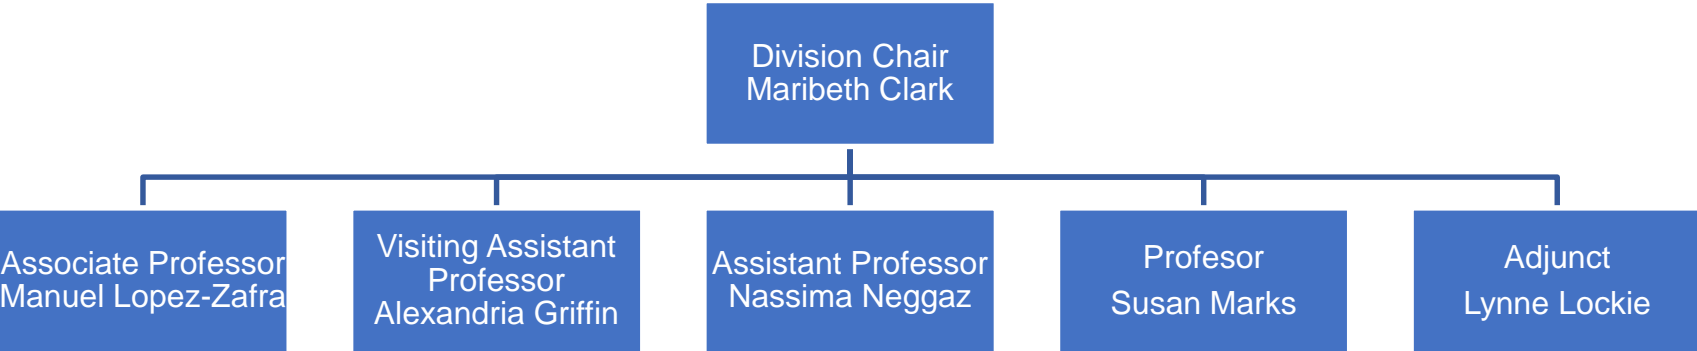 Division Chair
Maribeth Clark
Associate Professor
Manuel Lopez-Zafra
Visiting Assistant
Professor
Alexandria Griffin
Assistant Professor
Nassima Neggaz
Profesor
Susan Marks
Adjunct
Lynne Lockie